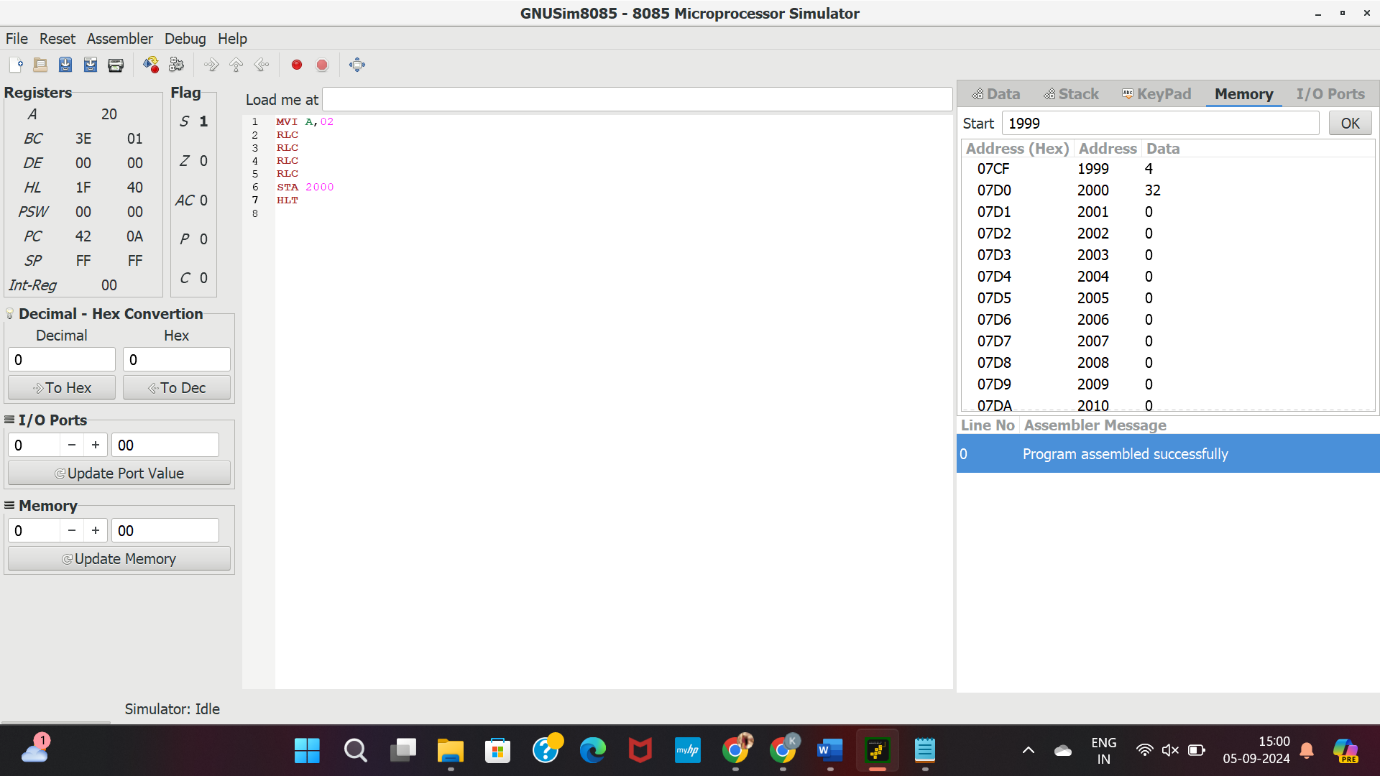 GNUSim8085 - 8085 Microprocessor Simulator
File Reset Assembler Debug Help
Registers
A 20
BC 3E 01
DE 00 00
HL 1F 40
PSW 00 00
PC 42 0A
SP FF FF
Int-Reg 00
Flag
S 1
Z 0
AC 0
P 0
C 0
Decimal - Hex Convertion
Decimal Hex
0 0
To Hex To Dec
I/O Ports
0 - + 00
Update Port Value
Memory
0 - + 00
Update Memory
Load me at
1 MVI A,02
2 RLC
3 RLC
4 RLC
5 RLC
6 STA 2000
7 HLT
8
Data Stack KeyPad Memory I/O Ports
Start 1999 OK
Address (Hex) Address Data
07CF 1999 4
07D0 2000 32
07D1 2001 0
07D2 2002 0
07D3 2003 0
07D4 2004 0
07D5 2005 0
07D6 2006 0
07D7 2007 0
07D8 2008 0
07D9 2009 0
07DA 2010 0
Line No Assembler Message
0 Program assembled successfully
Simulator: Idle
1
myhp
K
W
ENG
IN
15:00
05-09-2024
PRE